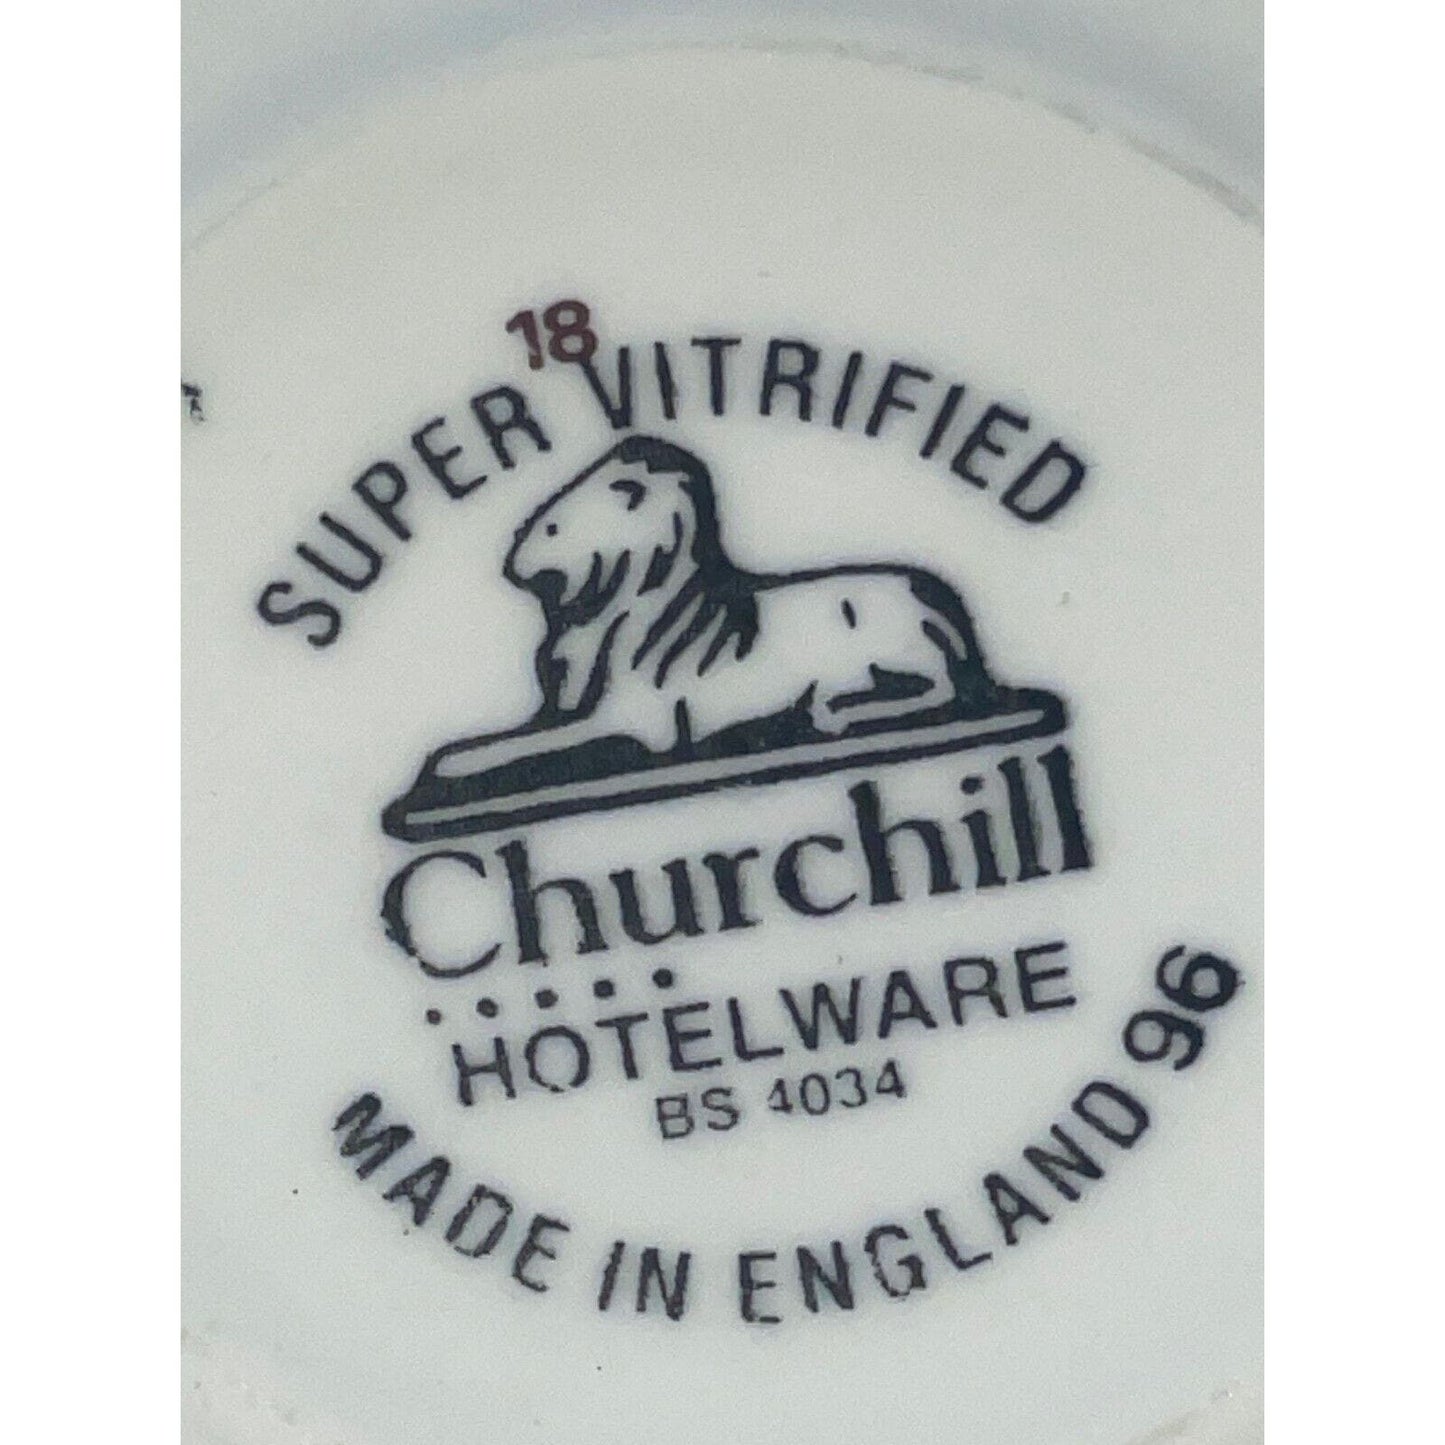 18
SUPER VITRIFIED
Churchill
HOTELWARE
BS 4034
MADE IN ENGLAND 96